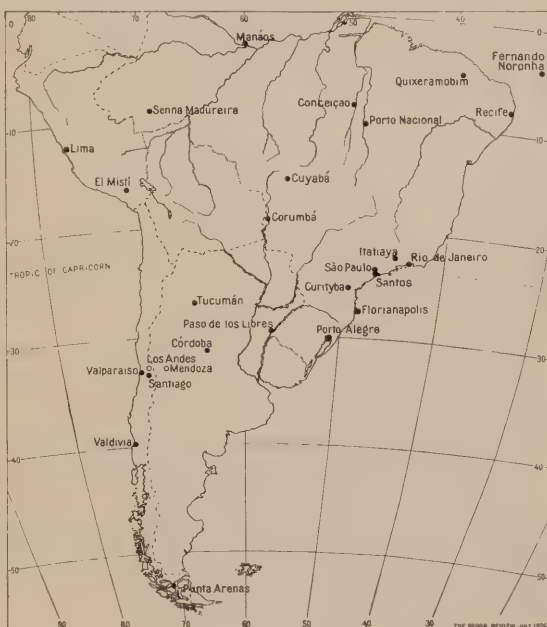 0 80 70 60 50 40 0
Manáos
Fernando
Noronha
Quixeramobim
Conceiçao
Senna Madureira
Porto Nacional
Recife
10 10
Lima
Cuyabá
El Misti
Corumbá
20 20
Itatiaya
Rio de Janeiro
TROPIC OF CAPRICORN
São Paulo
Santos
Curityba
Tucumán
Florianapolis
Paso de los Libres
Porto Alegre
30 30
Córdoba
Los Andes
Mendoza
Valparaiso
Santiago
Valdivia
40 40
50 50
Punta Arenas
90 80 70 60 50 40 30